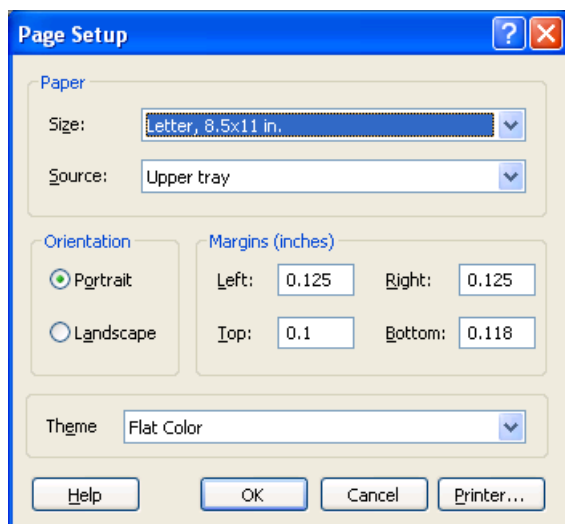 Page Setup
Paper
Size: Letter, 8.5x11 in.
Source: Upper tray
Orientation
Portrait
Landscape
Margins (inches)
Left: 0.125 Right: 0.125
Top: 0.1 Bottom: 0.118
Theme Flat Color
Help OK Cancel Printer...